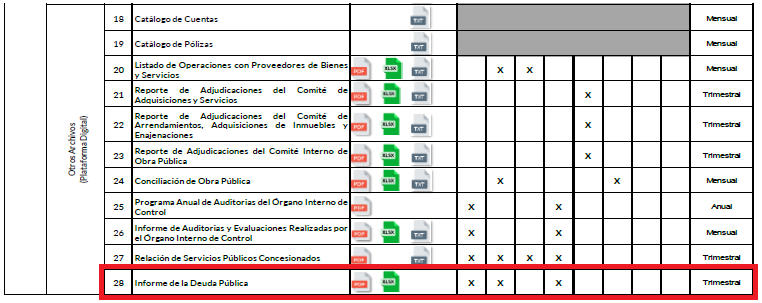 Otros Archivos
(Plataforma Digital)
18 Catálogo de Cuentas TXT Mensual
19 Catálogo de Pólizas TXT Mensual
20 Listado de Operaciones con Proveedores de Bienes
y Servicios PDF XLSX TXT X X Mensual
21 Reporte de Adjudicaciones del Comité de
Adquisiciones y Servicios PDF XLSX TXT X Trimestral
22 Reporte de Adjudicaciones del Comité de
Arrendamientos, Adquisiciones de Inmuebles y
Enajenaciones PDF XLSX TXT X Trimestral
23 Reporte de Adjudicaciones del Comité Interno de
Obra Pública PDF XLSX TXT X Trimestral
24 Conciliación de Obra Pública PDF XLSX TXT X X Mensual
25 Programa Anual de Auditorias del Órgano Interno de
Control PDF X X Anual
26 Informe de Auditorias y Evaluaciones Realizadas por
el Órgano Interno de Control PDF XLSX TXT X X Mensual
27 Relación de Servicios Públicos Concesionados PDF XLSX TXT X X X X Trimestral
28 Informe de la Deuda Pública PDF XLSX X X X Trimestral